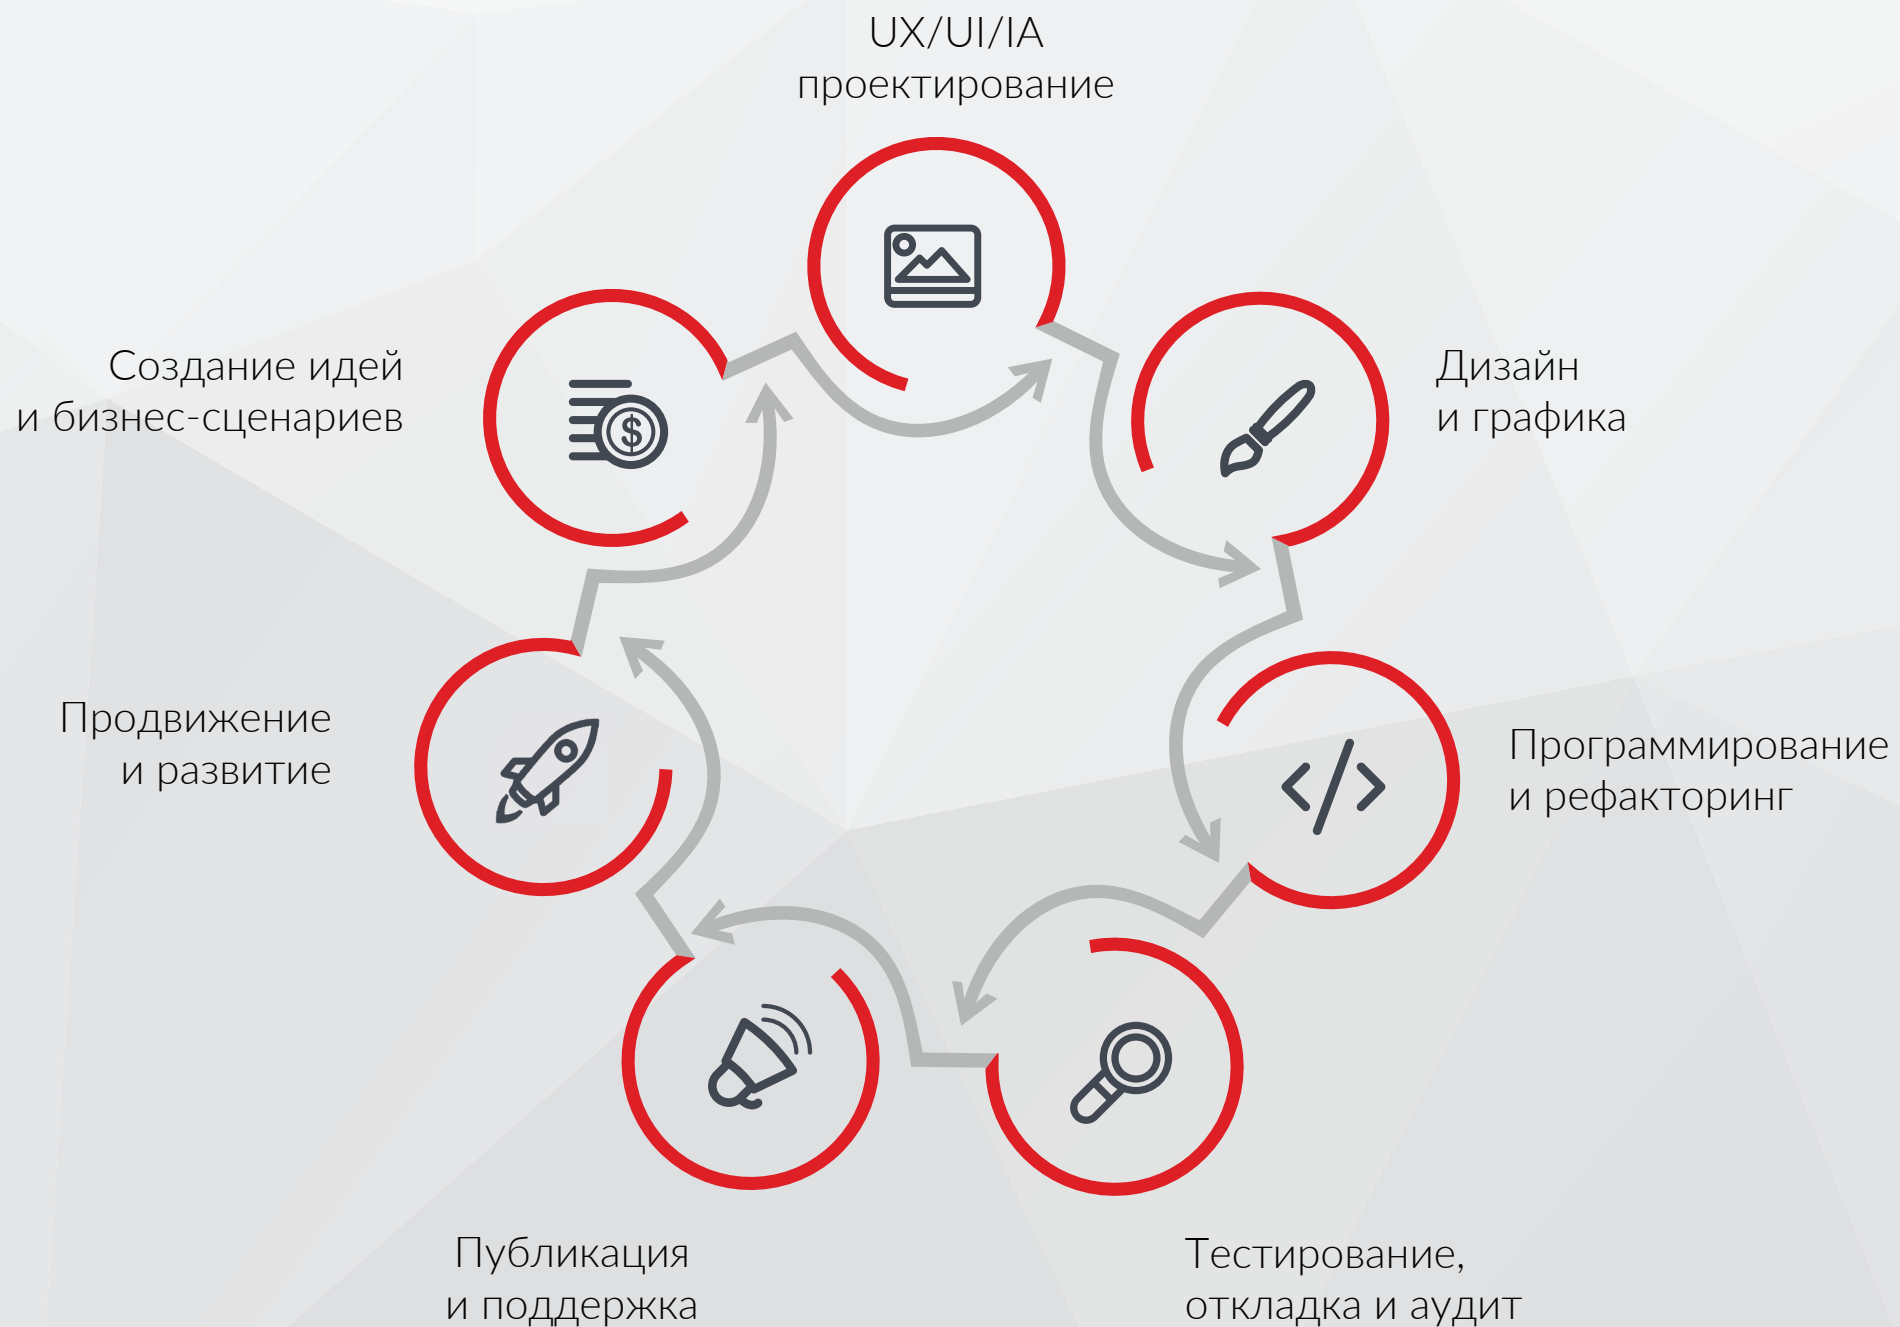 UX/UI/IA
проектирование
Создание идей
и бизнес-сценариев
Дизайн
и графика
Продвижение
и развитие
Программирование
и рефакторинг
Публикация
и поддержка
Тестирование,
откладка и аудит
$